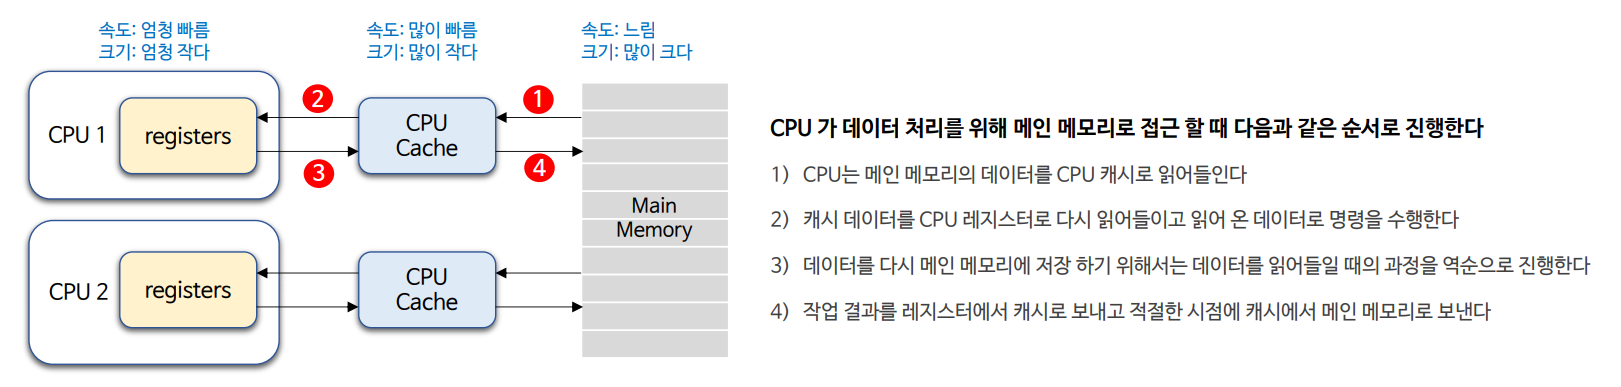 속도: 엄청 빠름
크기: 엄청 작다
속도: 많이 빠름
크기: 많이 작다
속도: 느림
크기: 많이 크다
CPU 1
registers
2
3
CPU
Cache
1
4
Main
Memory
CPU 2
registers
CPU
Cache
CPU 가 데이터 처리를 위해 메인 메모리로 접근 할 때 다음과 같은 순서로 진행한다
1) CPU는 메인 메모리의 데이터를 CPU 캐시로 읽어들인다
2) 캐시 데이터를 CPU 레지스터로 다시 읽어들이고 읽어 온 데이터로 명령을 수행한다
3) 데이터를 다시 메인 메모리에 저장 하기 위해서는 데이터를 읽어들일 때의 과정을 역순으로 진행한다
4) 작업 결과를 레지스터에서 캐시로 보내고 적절한 시점에 캐시에서 메인 메모리로 보낸다